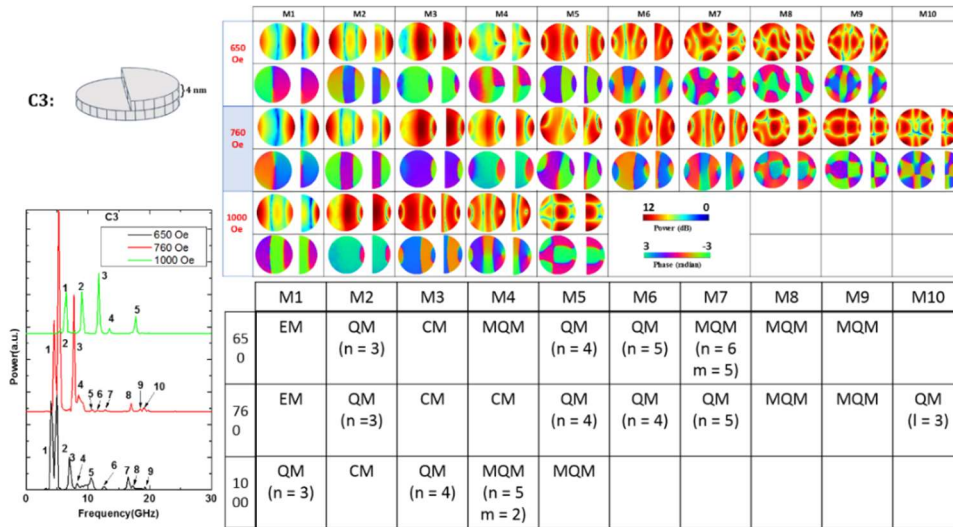 M1 M2 M3 M4 M5 M6 M7 M8 M9 M10
650
Oe
C3:
4 nm
760
Oe
1000
Oe
12 0
Power (dB)
3 -3
Phase (radian)
C3
650 Oe
760 Oe
1000 Oe
1 2 3 4 5
1 2 3 4 5 6 7 8 9 10
1 2 3 4 5 6 7 8 9
Power(a.u.)
0 10 20 30
Frequency(GHz)
M1 M2 M3 M4 M5 M6 M7 M8 M9 M10
65
0
EM QM CM MQM QM QM MQM MQM MQM
(n = 3) (n = 4) (n = 5) (n = 6
m = 5)
76
0
EM QM CM CM QM QM QM MQM MQM QM
(n =3) (n = 4) (n = 4) (n = 5) (l = 3)
10
00
QM CM QM MQM MQM
(n = 3) (n = 4) (n = 5
m = 2)